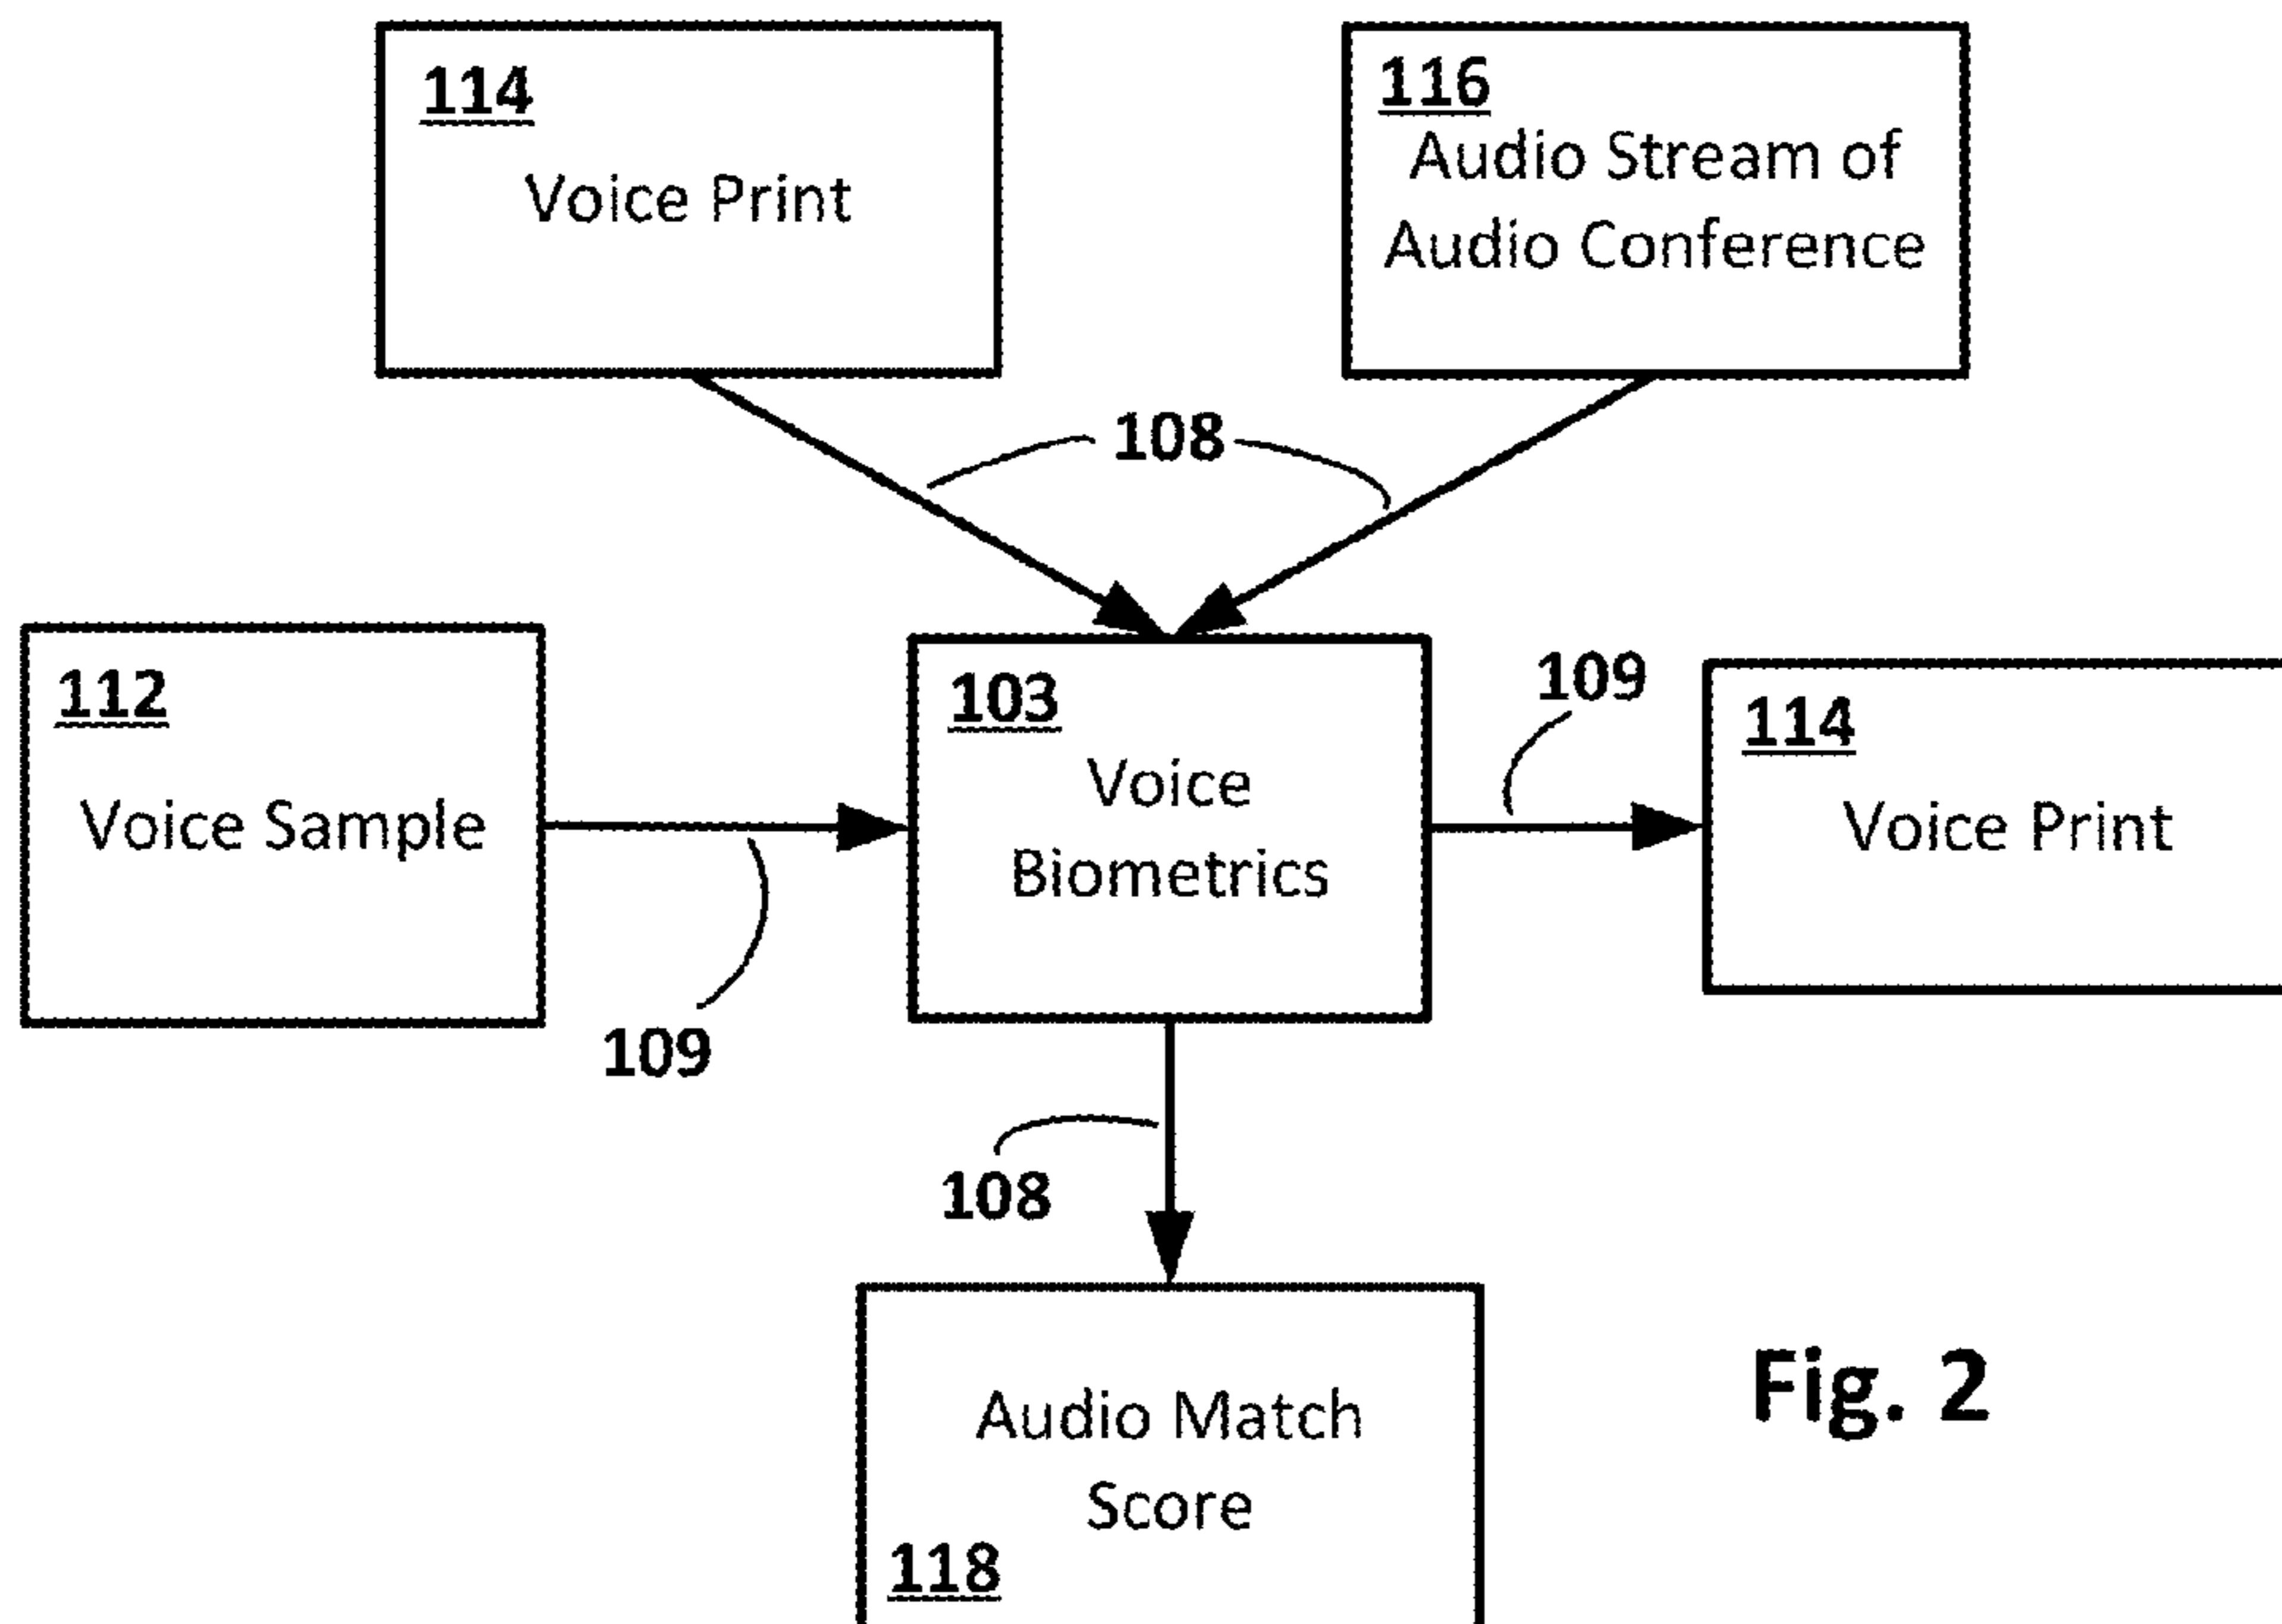 114
Voice Print
116
Audio Stream of
Audio Conference
108
112
Voice Sample
103
Voice
Biometrics
109
114
Voice Print
109
108
Audio Match
Score
118
Fig. 2